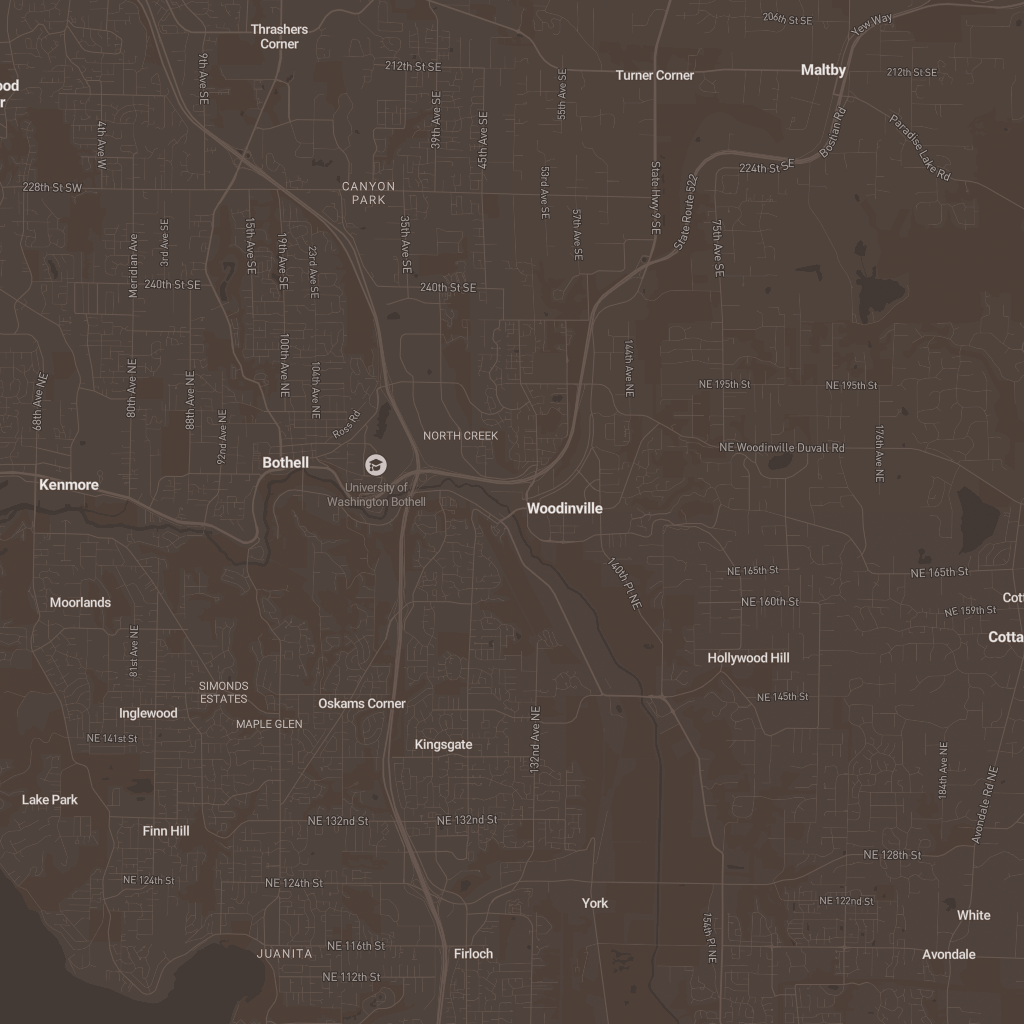 Thrashers
Corner
206th St SE
Yew Way
212th St SE
Turner Corner
Maltby
212th St SE
9th Ave SE
39th Ave SE
45th Ave SE
55th Ave SE
4th Ave W
Bostian Rd
Paradise Lake Rd
224th St SE
228th St SW
CANYON
PARK
53rd Ave SE
57th Ave SE
State Hwy 9 SE
State Route 522
75th Ave SE
Meridian Ave
3rd Ave SE
15th Ave SE
19th Ave SE
23rd Ave SE
35th Ave SE
240th St SE
240th St SE
100th Ave NE
104th Ave NE
144th Ave NE
68th Ave NE
80th Ave NE
88th Ave NE
92nd Ave NE
Ross Rd
NE 195th St
NE 195th St
NORTH CREEK
NE Woodinville Duvall Rd
176th Ave NE
Bothell
Kenmore
University of
Washington Bothell
Woodinville
140th Pl NE
NE 165th St
NE 165th St
NE 160th St
NE 159th St
Moorlands
81st Ave NE
Hollywood Hill
SIMONDS
ESTATES
NE 145th St
Inglewood
MAPLE GLEN
Oskams Corner
NE 141st St
Kingsgate
132nd Ave NE
184th Ave NE
Avondale Rd NE
Lake Park
Finn Hill
NE 132nd St
NE 132nd St
NE 128th St
NE 124th St
NE 124th St
NE 122nd St
York
White
154th Pl NE
JUANITA
NE 116th St
Firloch
Avondale
NE 112th St